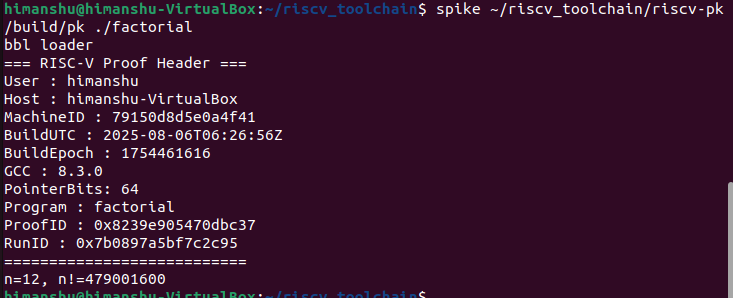 himanshu@himanshu-VirtualBox:~/riscv_toolchain$ spike ~/riscv_toolchain/riscv-pk
/build/pk ./factorial
bbl loader
=== RISC-V Proof Header ===
User : himanshu
Host : himanshu-VirtualBox
MachineID : 79150d8d5e0a4f41
BuildUTC : 2025-08-06T06:26:56Z
BuildEpoch : 1754461616
GCC : 8.3.0
PointerBits: 64
Program : factorial
ProofID : 0x8239e905470dbc37
RunID : 0x7b0897a5bf7c2c95
===========================
n=12, n!=479001600
himanshu@himanshu-VirtualBox:~/riscv_toolchain$